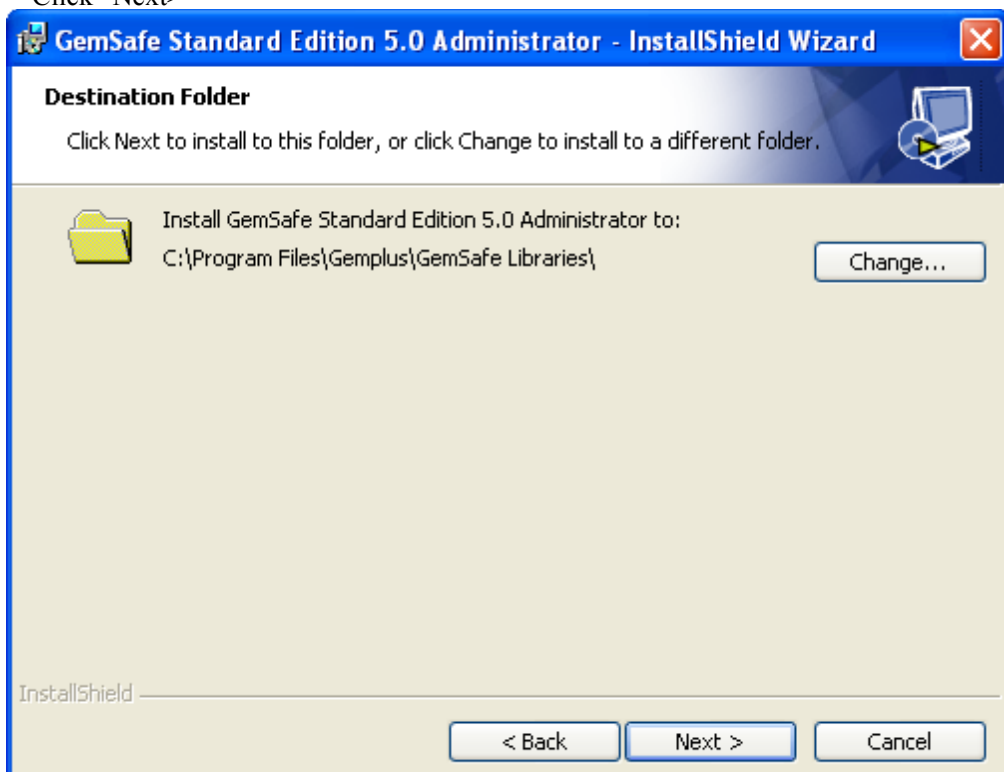 Click "Next>
GemSafe Standard Edition 5.0 Administrator - InstallShield Wizard
Destination Folder
Click Next to install to this folder, or click Change to install to a different folder.
Install GemSafe Standard Edition 5.0 Administrator to:
C:\Program Files\Gemplus\GemSafe Libraries\
Change...
InstallShield
< Back
Next >
Cancel